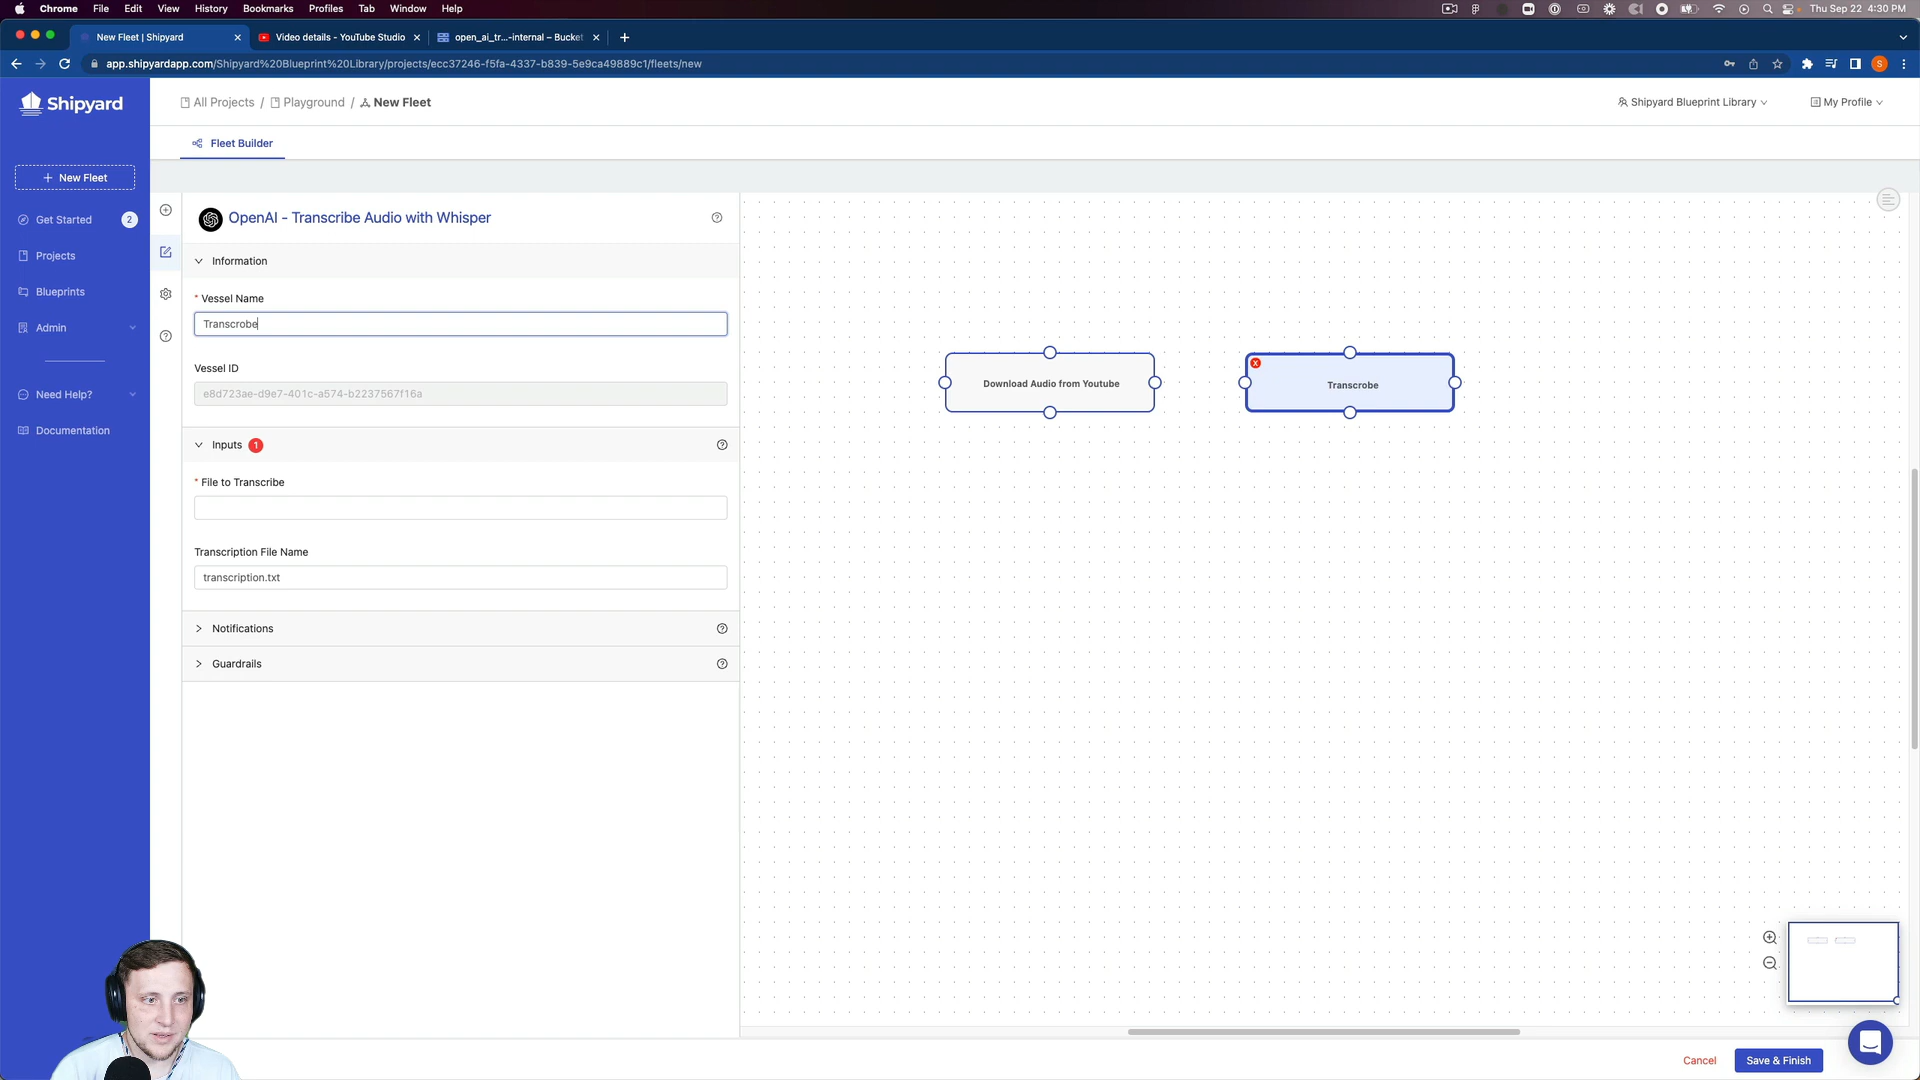 Chrome File Edit View History Bookmarks Profiles Tab Window Help Thu Sep 22 4:30 PM
New Fleet | Shipyard Video details - YouTube Studio open_ai_tr...-internal – Bucket
app.shipyardapp.com/Shipyard%20Blueprint%20Library/projects/ecc37246-f5fa-4337-b839-5e9ca49889c1/fleets/new S
Shipyard All Projects / Playground / New Fleet Shipyard Blueprint Library My Profile
Fleet Builder
+ New Fleet
Get Started 2
Projects
Blueprints
Admin
Need Help?
Documentation
OpenAI - Transcribe Audio with Whisper
Information
* Vessel Name
Transcrobe
Vessel ID
e8d723ae-d9e7-401c-a574-b2237567f16a
Inputs 1
* File to Transcribe
Transcription File Name
transcription.txt
Notifications
Guardrails
Download Audio from Youtube
Transcrobe
Cancel Save & Finish